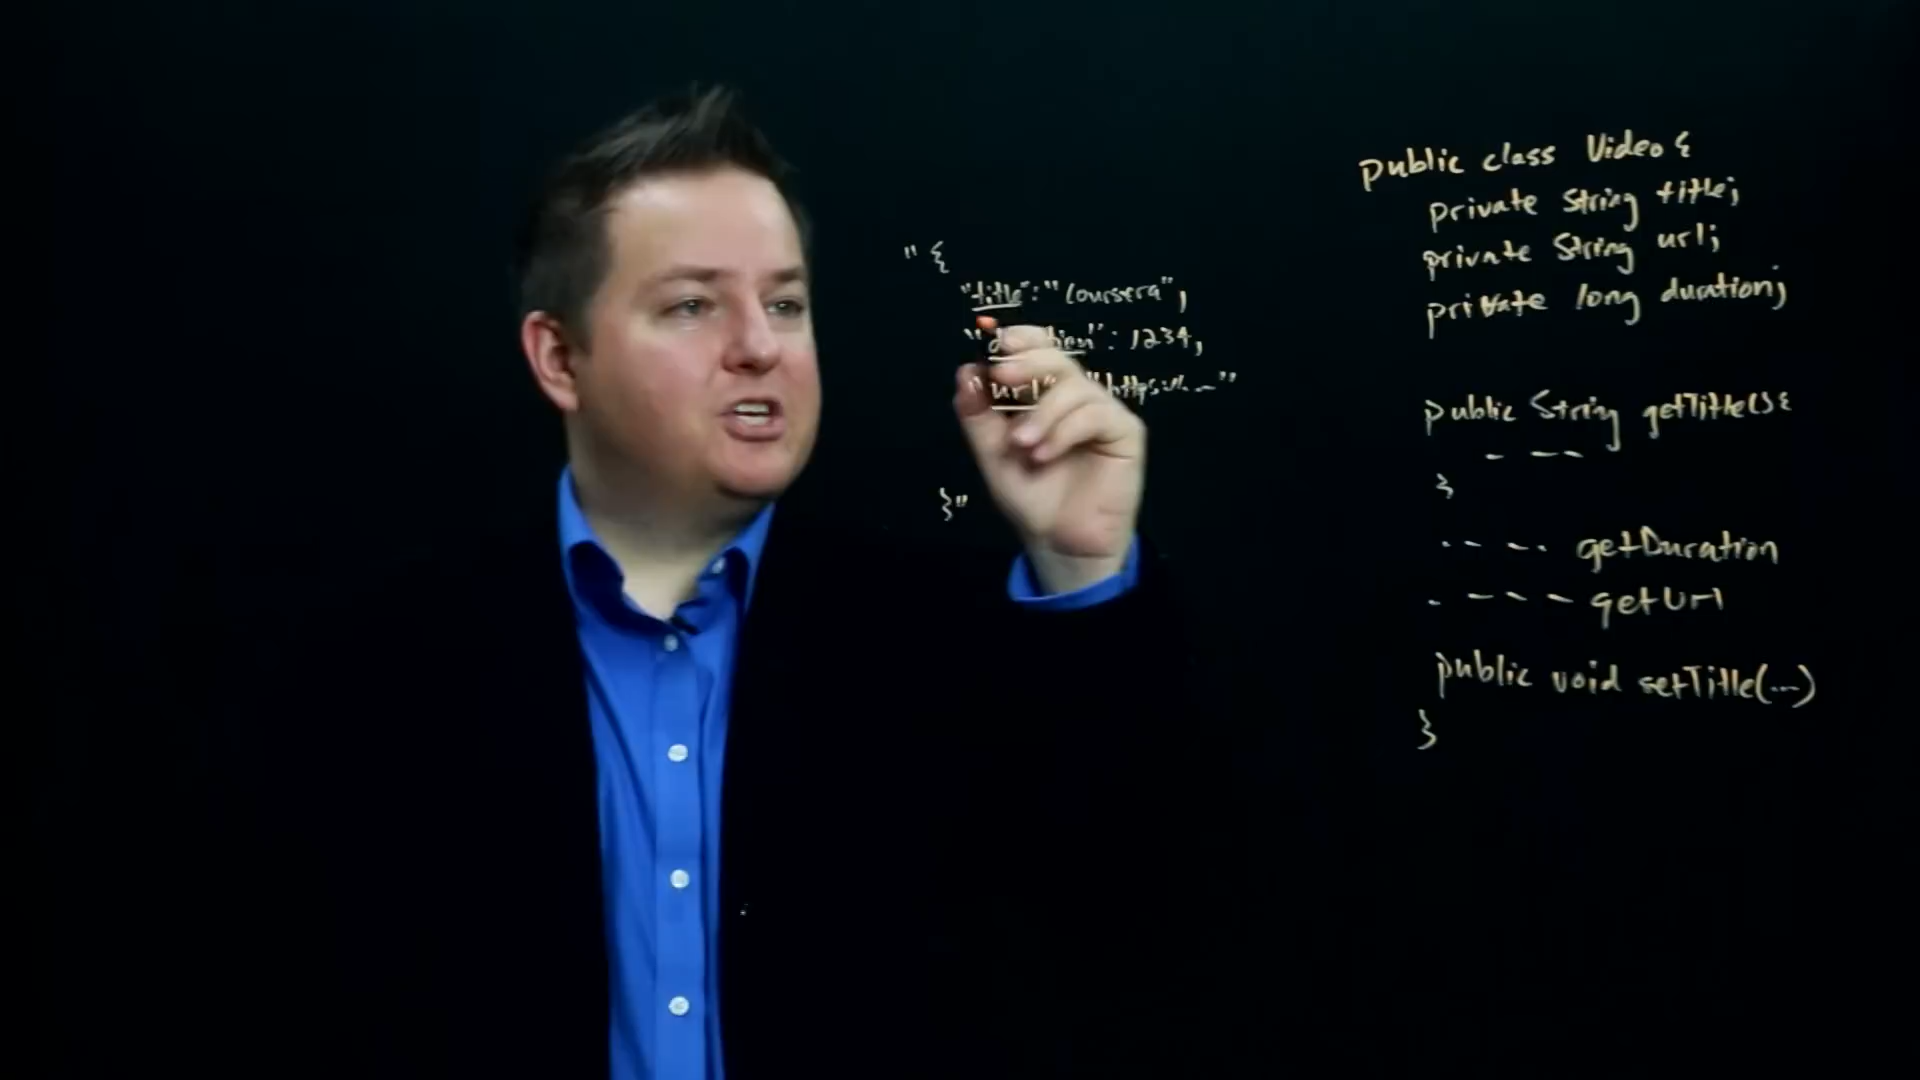 "{
"title": "Coursera",
: 1234,
"url" "https://..."
}"
public class Video {
private String title;
private String url;
private long duration;
public String getTitle() {
- - - -
}
- - - - getDuration
- - - - getUrl
public void setTitle(...)
}